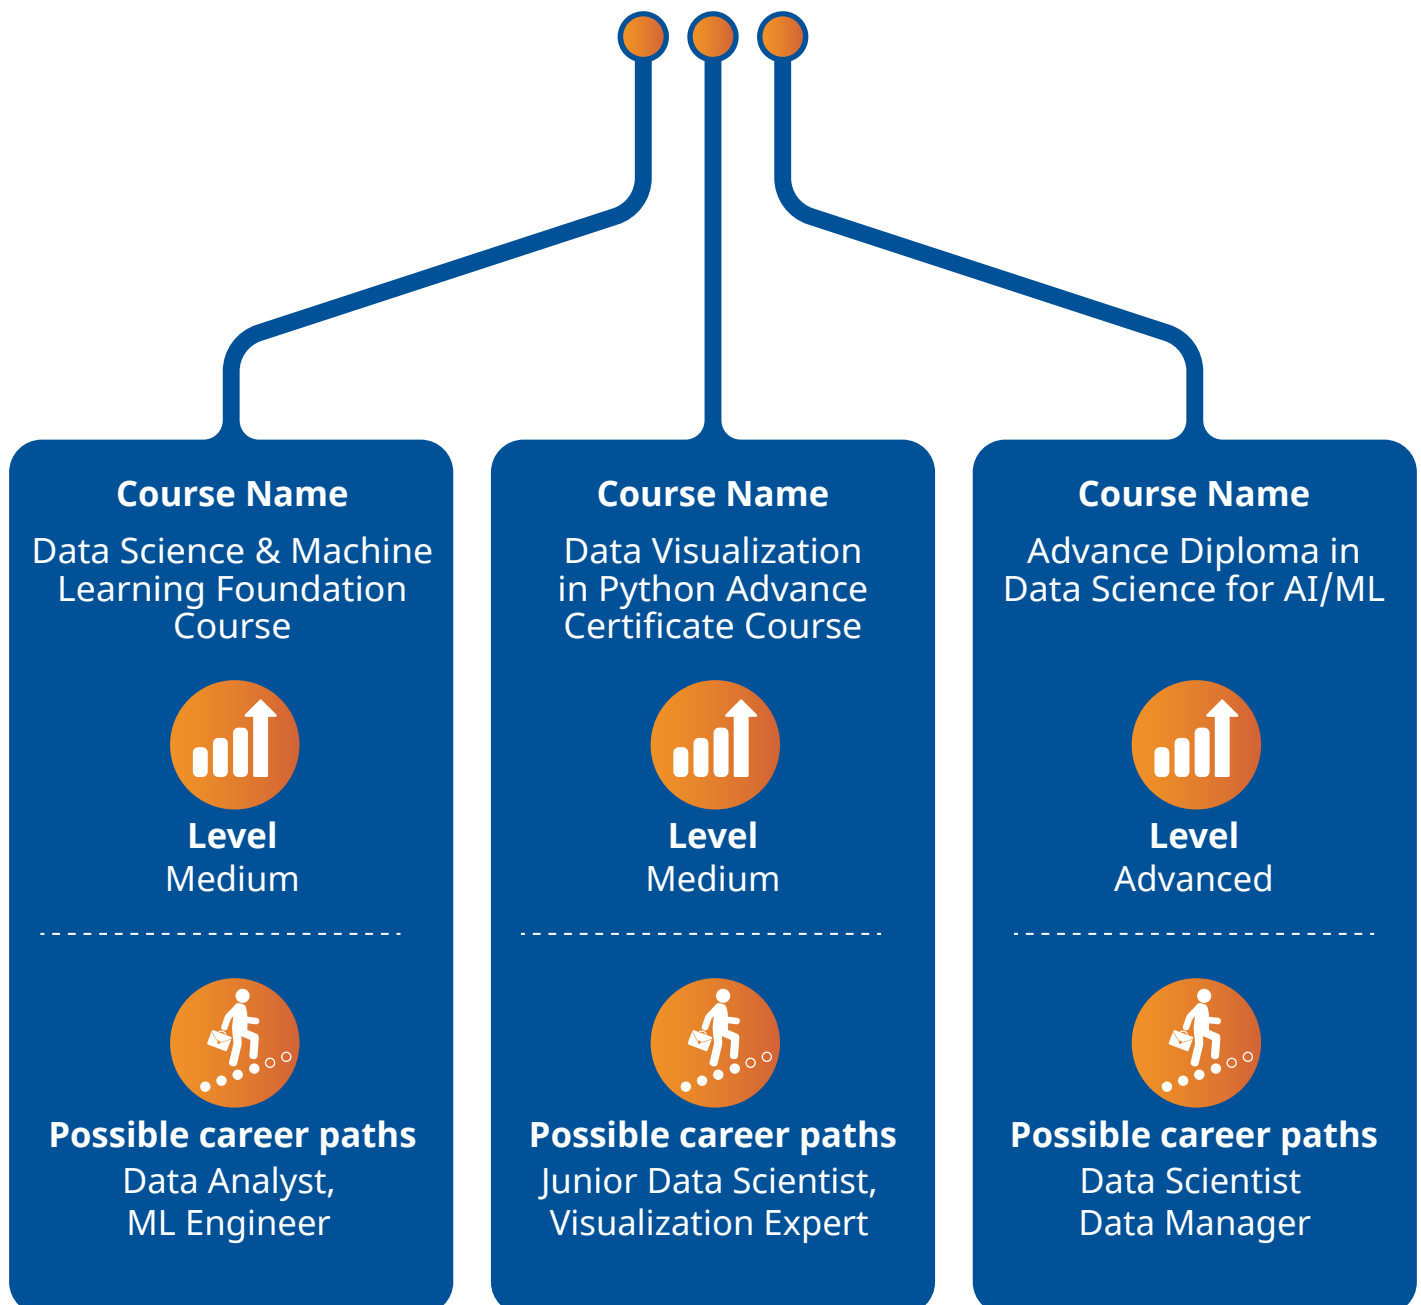 Course Name
Data Science & Machine
Learning Foundation
Course
Level
Medium
Possible career paths
Data Analyst,
ML Engineer
Course Name
Data Visualization
in Python Advance
Certificate Course
Level
Medium
Possible career paths
Junior Data Scientist,
Visualization Expert
Course Name
Advance Diploma in
Data Science for AI/ML
Level
Advanced
Possible career paths
Data Scientist
Data Manager